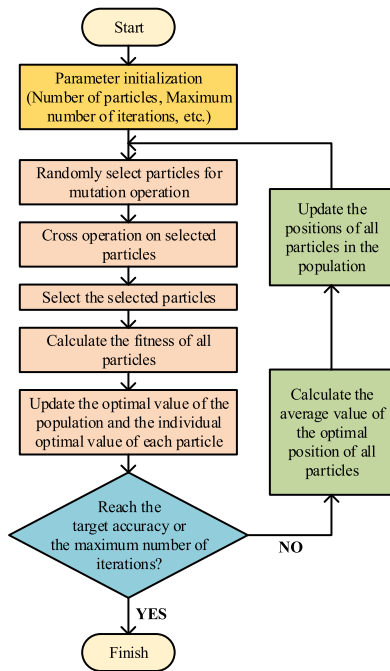 Start
Parameter initialization
(Number of particles, Maximum
number of iterations, etc.)
Randomly select particles for
mutation operation
Cross operation on selected
particles
Select the selected particles
Calculate the fitness of all
particles
Update the optimal value of the
population and the individual
optimal value of each particle
Reach the
target accuracy or
the maximum number of
iterations?
NO
YES
Finish
Calculate the
average value of
the optimal
position of all
particles
Update the
positions of all
particles in the
population